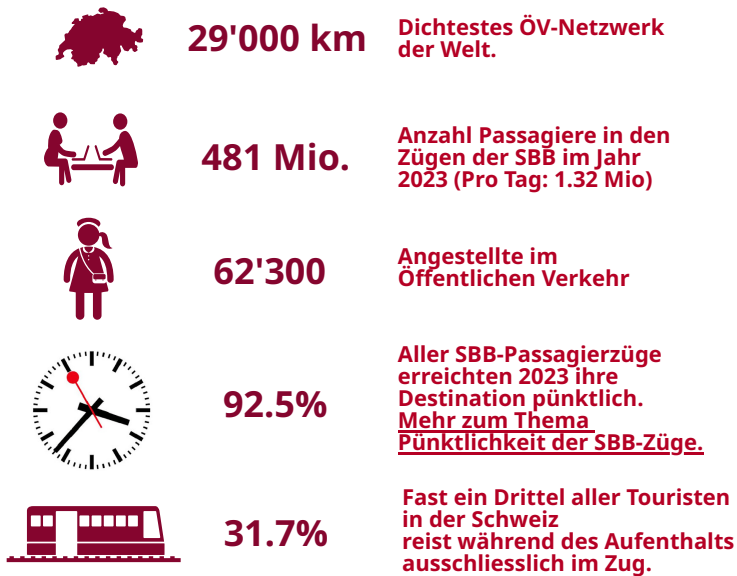 29'000 km
Dichtestes ÖV-Netzwerk
der Welt.
481 Mio.
Anzahl Passagiere in den
Zügen der SBB im Jahr
2023 (Pro Tag: 1.32 Mio)
62'300
Angestellte im
Öffentlichen Verkehr
92.5%
Aller SBB-Passagierzüge
erreichten 2023 ihre
Destination pünktlich.
Mehr zum Thema
Pünktlichkeit der SBB-Züge.
31.7%
Fast ein Drittel aller Touristen
in der Schweiz
reist während des Aufenthalts
ausschliesslich im Zug.